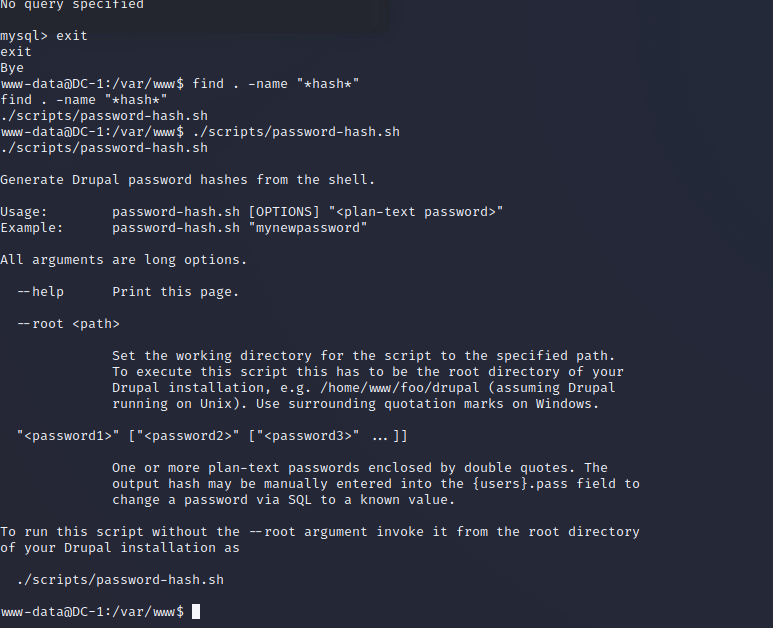 No query specified
mysql> exit
exit
Bye
www-data@DC-1:/var/www$ find . -name "*hash*"
find . -name "*hash*"
./scripts/password-hash.sh
www-data@DC-1:/var/www$ ./scripts/password-hash.sh
./scripts/password-hash.sh
Generate Drupal password hashes from the shell.
Usage:        password-hash.sh [OPTIONS] "<plan-text password>"
Example:      password-hash.sh "mynewpassword"
All arguments are long options.
  --help      Print this page.
  --root <path>
              Set the working directory for the script to the specified path.
              To execute this script this has to be the root directory of your
              Drupal installation, e.g. /home/www/foo/drupal (assuming Drupal
              running on Unix). Use surrounding quotation marks on Windows.
  "<password1>" ["<password2>" ["<password3>" ...]]
              One or more plan-text passwords enclosed by double quotes. The
              output hash may be manually entered into the {users}.pass field to
              change a password via SQL to a known value.
To run this script without the --root argument invoke it from the root directory
of your Drupal installation as
  ./scripts/password-hash.sh
www-data@DC-1:/var/www$